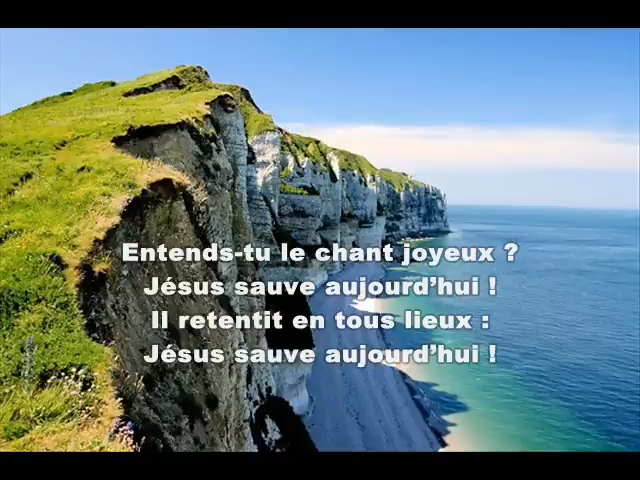 Entends-tu le chant joyeux ?
Jésus sauve aujourd’hui !
Il retentit en tous lieux :
Jésus sauve aujourd’hui !